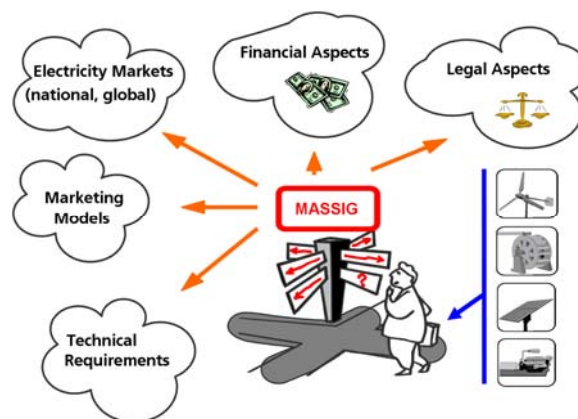 Electricity Markets
(national, global)
Financial Aspects
Legal Aspects
Marketing
Models
MASSIG
?
Technical
Requirements